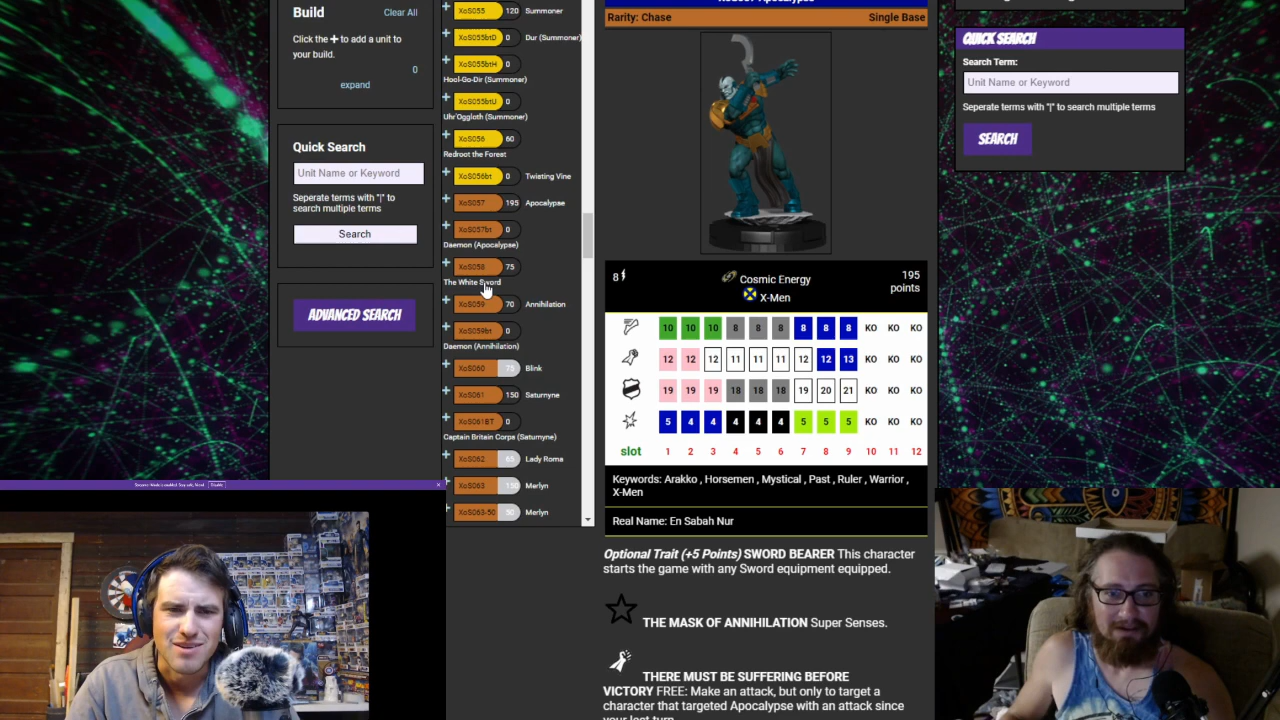 Build
Clear All
Click the + to add a unit to
your build.
0
expand
Quick Search
Unit Name or Keyword
Seperate terms with "|" to
search multiple terms
Search
ADVANCED SEARCH
XoS055 120 Summoner
XoS055btD 0 Dur (Summoner)
XoS055btH 0
Hool-Go-Dir (Summoner)
XoS055btU 0
Uhr'Oggloth (Summoner)
XoS056 60
Redroot the Forest
XoS056bt 0 Twisting Vine
XoS057 195 Apocalypse
XoS057bt 0
Daemon (Apocalypse)
XoS058 75
The White Sword
XoS059 70 Annihilation
XoS059bt 0
Daemon (Annihilation)
XoS060 75 Blink
XoS061 150 Saturnyne
XoS061BT 0
Captain Britain Corps (Saturnyne)
XoS062 65 Lady Roma
XoS063 150 Merlyn
XoS063-50 50 Merlyn
Rarity: Chase
Single Base
8
Cosmic Energy
X-Men
195
points
10 10 10 8 8 8 8 8 8 KO KO KO
12 12 12 11 11 11 12 12 13 KO KO KO
19 19 19 18 18 18 19 20 21 KO KO KO
5 4 4 4 4 4 5 5 5 KO KO KO
slot 1 2 3 4 5 6 7 8 9 10 11 12
Keywords: Arakko , Horsemen , Mystical , Past , Ruler , Warrior ,
X-Men
Real Name: En Sabah Nur
Optional Trait (+5 Points) SWORD BEARER This character
starts the game with any Sword equipment equipped.
THE MASK OF ANNIHILATION Super Senses.
THERE MUST BE SUFFERING BEFORE
VICTORY FREE: Make an attack, but only to target a
character that targeted Apocalypse with an attack since
your last turn.
QUICK SEARCH
Search Term:
Unit Name or Keyword
Seperate terms with "|" to search multiple terms
SEARCH